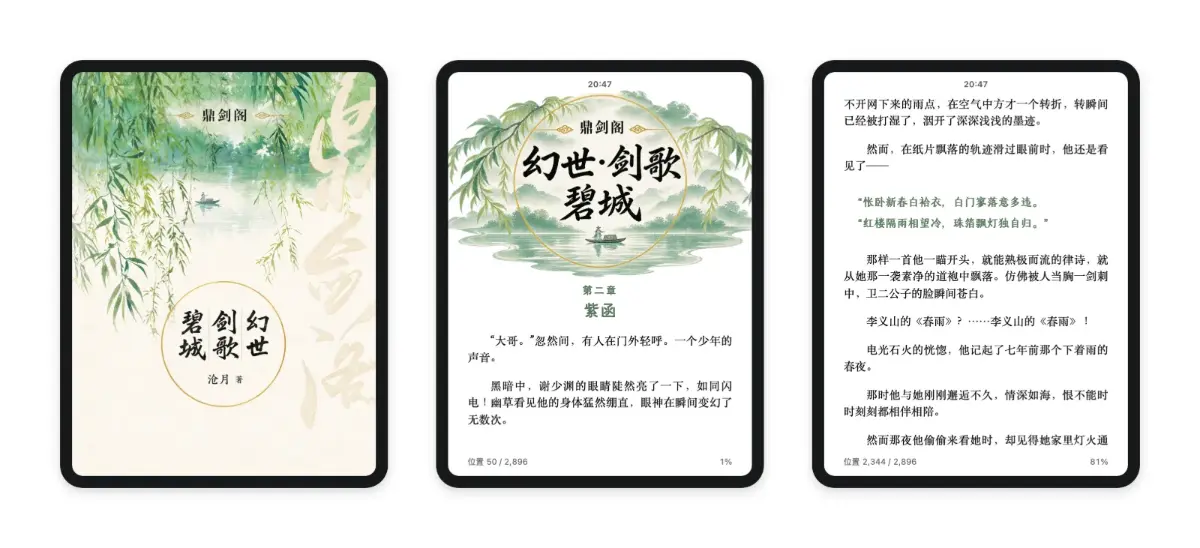 鼎剑阁
幻世
剑歌
碧城
沧月 著
20:47
鼎剑阁
幻世·剑歌
碧城
第二章
紫函
“大哥。”忽然间，有人在门外轻呼。一个少年的
声音。
黑暗中，谢少渊的眼睛陡然亮了一下，如同闪
电！幽草看见他的身体猛然绷直，眼神在瞬间变幻了
无数次。
位置 50 / 2,896
1%
20:47
不开网下来的雨点，在空气中方才一个转折，转瞬间
已经被打湿了，洇开了深深浅浅的墨迹。
然而，在纸片飘落的轨迹滑过眼前时，他还是看
见了——
“怅卧新春白袷衣，白门寥落意多违。
“红楼隔雨相望冷，珠箔飘灯独自归。”
那样一首他一瞄开头，就能熟极而流的律诗，就
从她那一袭素净的道袍中飘落。仿佛被人当胸一剑刺
中，卫二公子的脸瞬间苍白。
李义山的《春雨》？……李义山的《春雨》！
电光石火的恍惚，他记起了七年前那个下着雨的
春夜。
那时他与她刚刚邂逅不久，情深如海，恨不能时
时刻刻都相伴相陪。
然而那夜他偷偷来看她时，却见得她家里灯火通
位置 2,344 / 2,896
81%